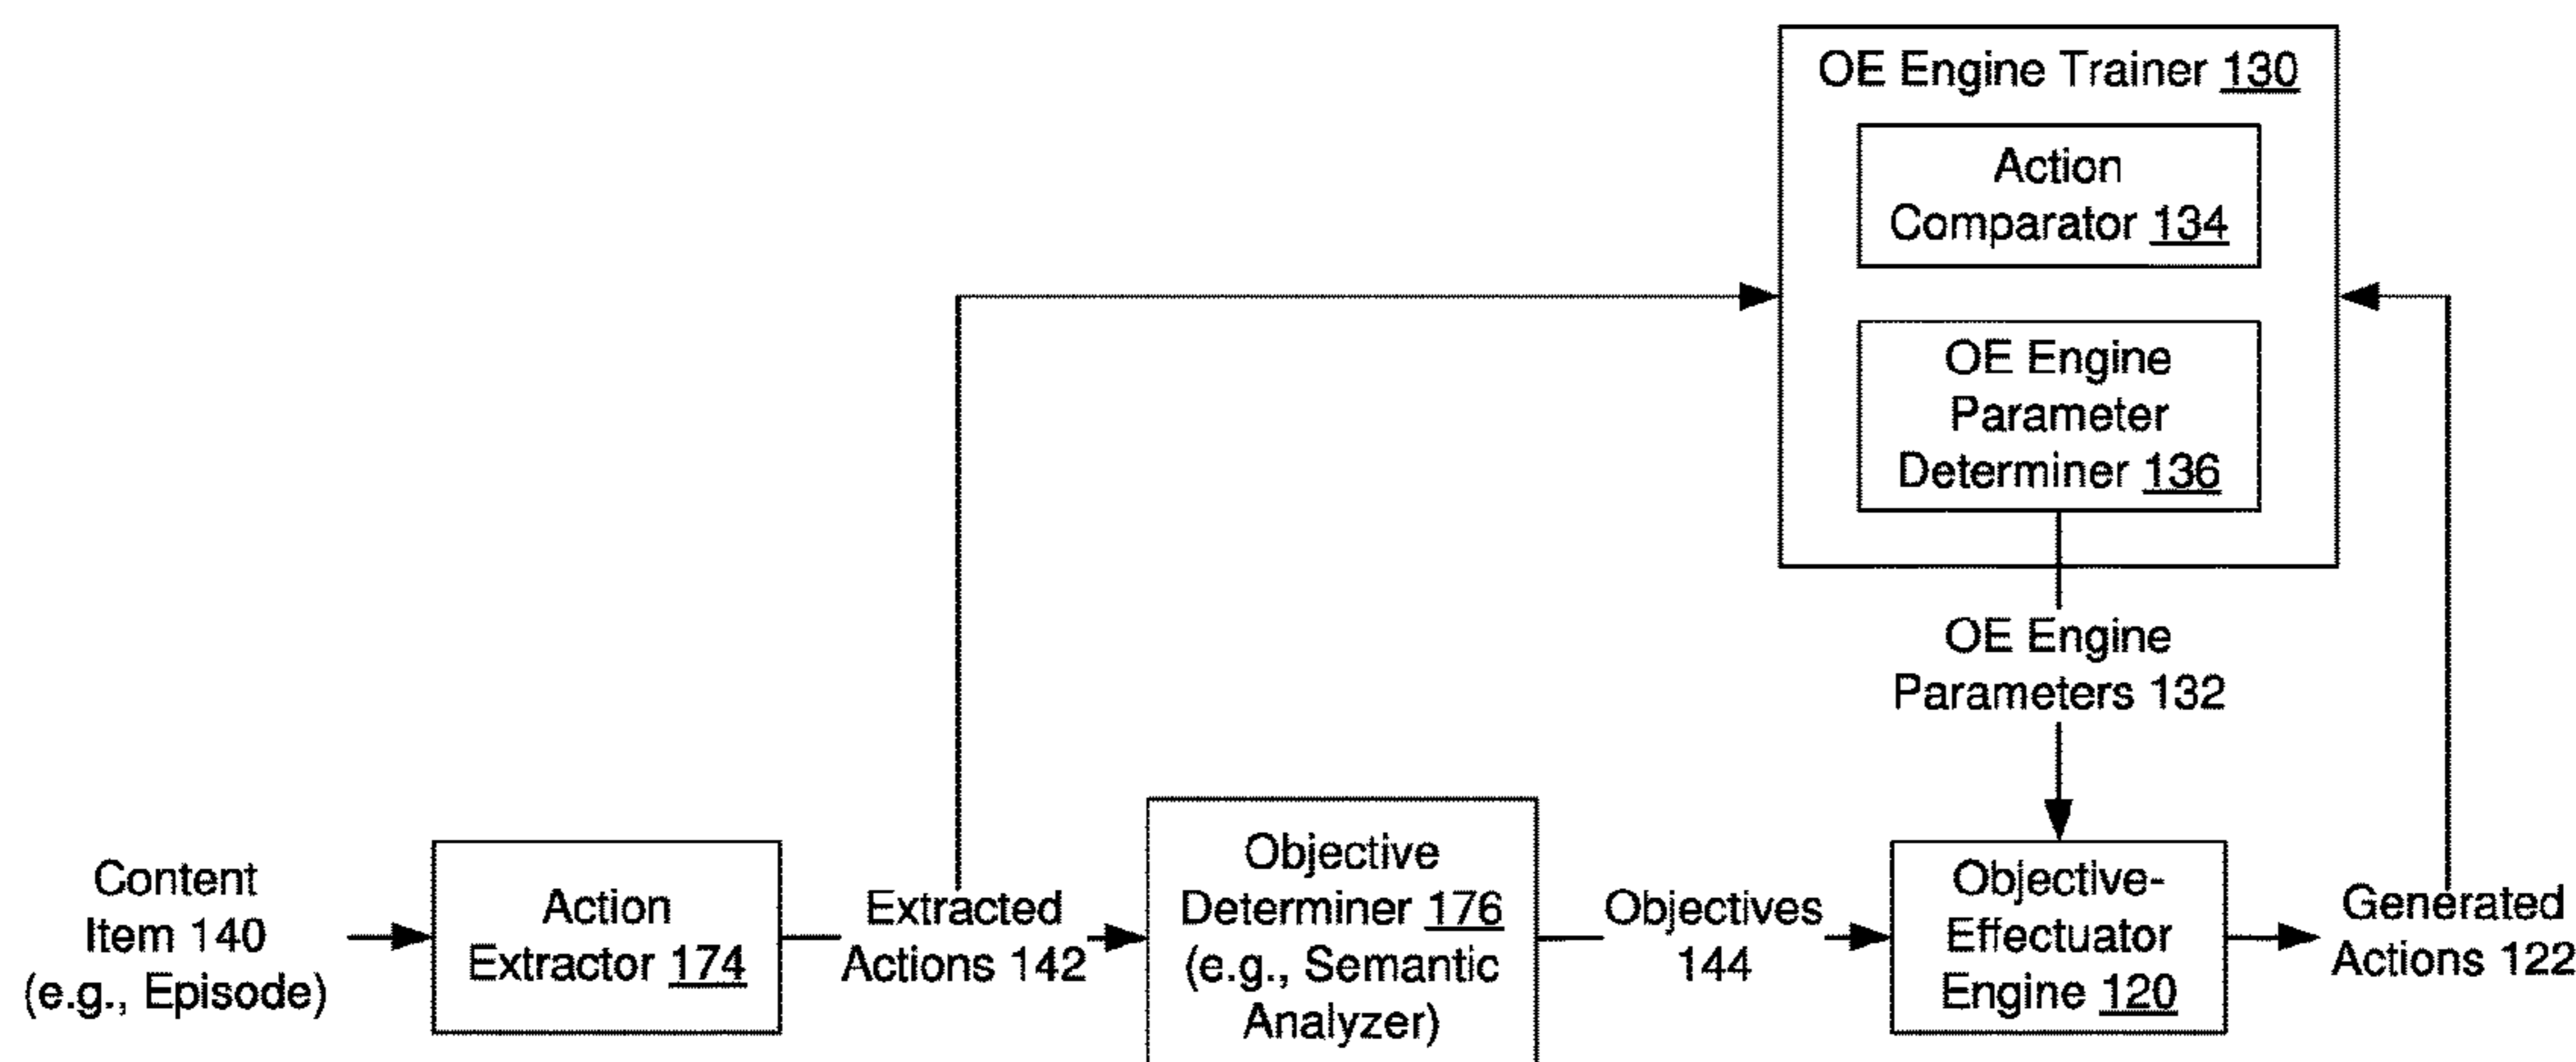 OE Engine Trainer 130
Action
Comparator 134
OE Engine
Parameter
Determiner 136
OE Engine
Parameters 132
Content
Item 140
(e.g., Episode)
Action
Extractor 174
Extracted
Actions 142
Objective
Determiner 176
(e.g., Semantic
Analyzer)
Objectives
144
Objective-
Effectuator
Engine 120
Generated
Actions 122